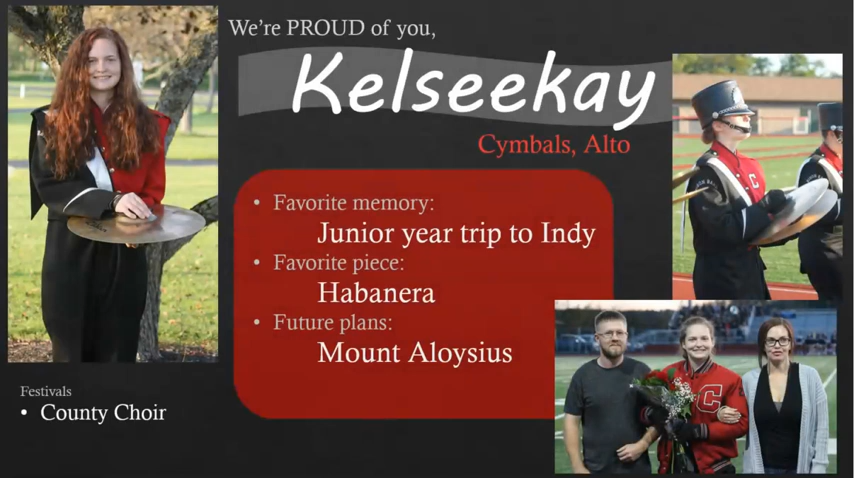 We're PROUD of you,
Kelseekay
Cymbals, Alto
• Favorite memory:
Junior year trip to Indy
• Favorite piece:
Habanera
• Future plans:
Mount Aloysius
Festivals
• County Choir
C
C